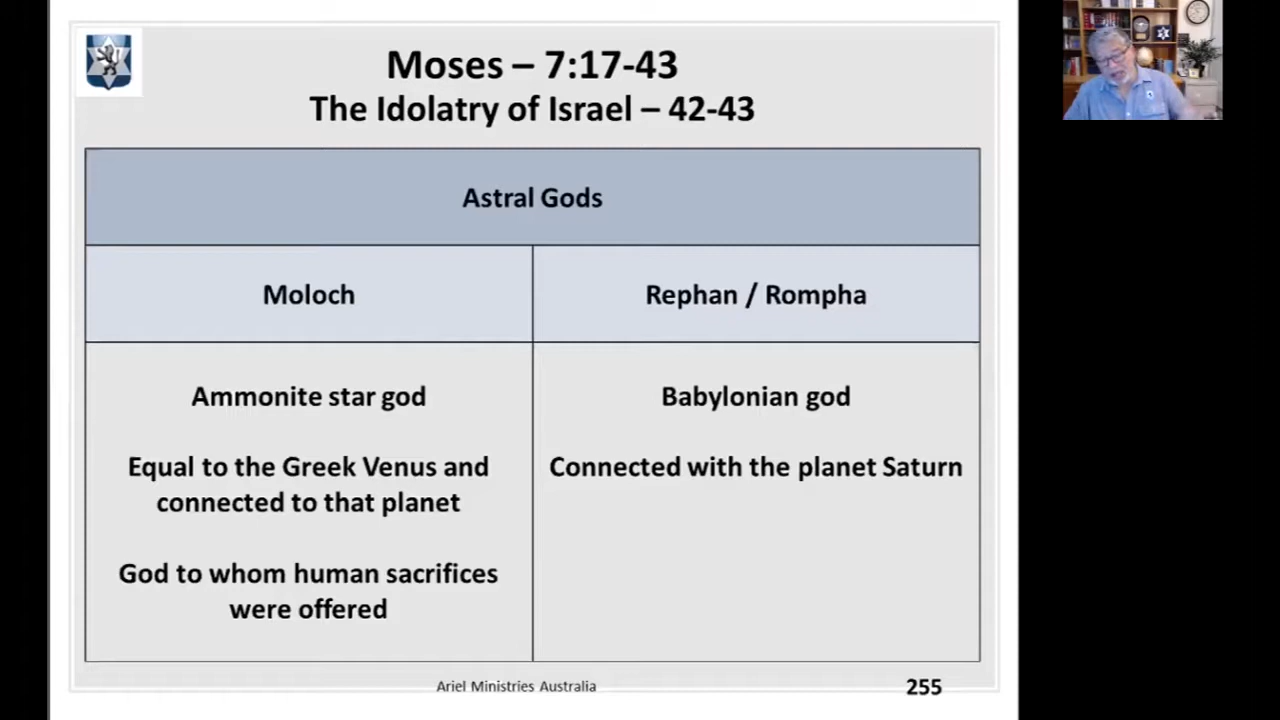 Moses – 7:17-43
The Idolatry of Israel – 42-43
Astral Gods
Moloch
Rephan / Rompha
Ammonite star god
Equal to the Greek Venus and
connected to that planet
God to whom human sacrifices
were offered
Babylonian god
Connected with the planet Saturn
Ariel Ministries Australia
255